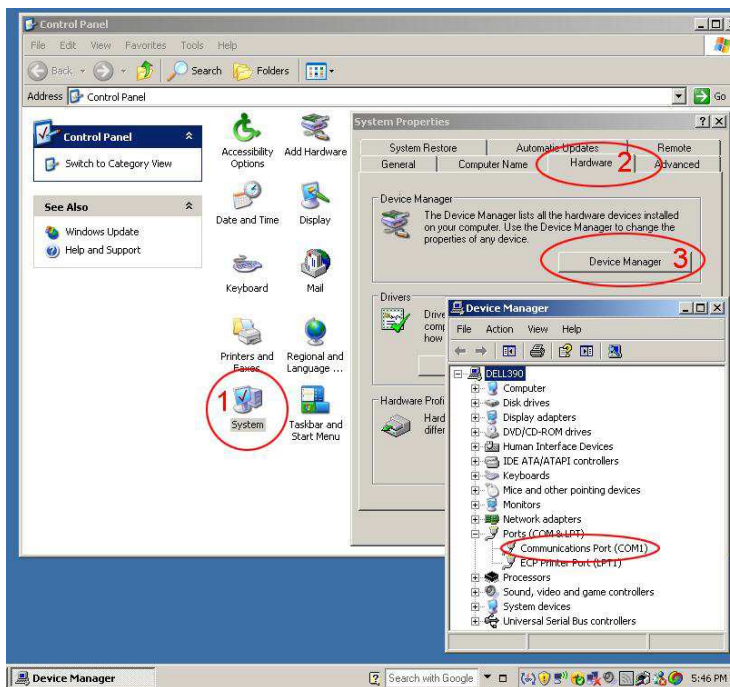 Control Panel
File Edit View Favorites Tools Help
Back Search Folders
Address Control Panel Go
Control Panel
Switch to Category View
See Also
Windows Update
Help and Support
Accessibility Options
Add Hardware
Date and Time
Display
Keyboard
Mail
Printers and Faxes
Regional and Language ...
1
System
Taskbar and Start Menu
System Properties
System Restore Automatic Updates Remote
General Computer Name Hardware 2 Advanced
Device Manager
The Device Manager lists all the hardware devices installed
on your computer. Use the Device Manager to change the
properties of any device.
Device Manager 3
Drivers
Drive
comp
how
Hardware Profi
Hard
differ
Device Manager
File Action View Help
DELL390
Computer
Disk drives
Display adapters
DVD/CD-ROM drives
Human Interface Devices
IDE ATA/ATAPI controllers
Keyboards
Mice and other pointing devices
Monitors
Network adapters
Ports (COM & LPT)
Communications Port (COM1)
ECP Printer Port (LPT1)
Processors
Sound, video and game controllers
System devices
Universal Serial Bus controllers
Device Manager
Search with Google
5:46 PM